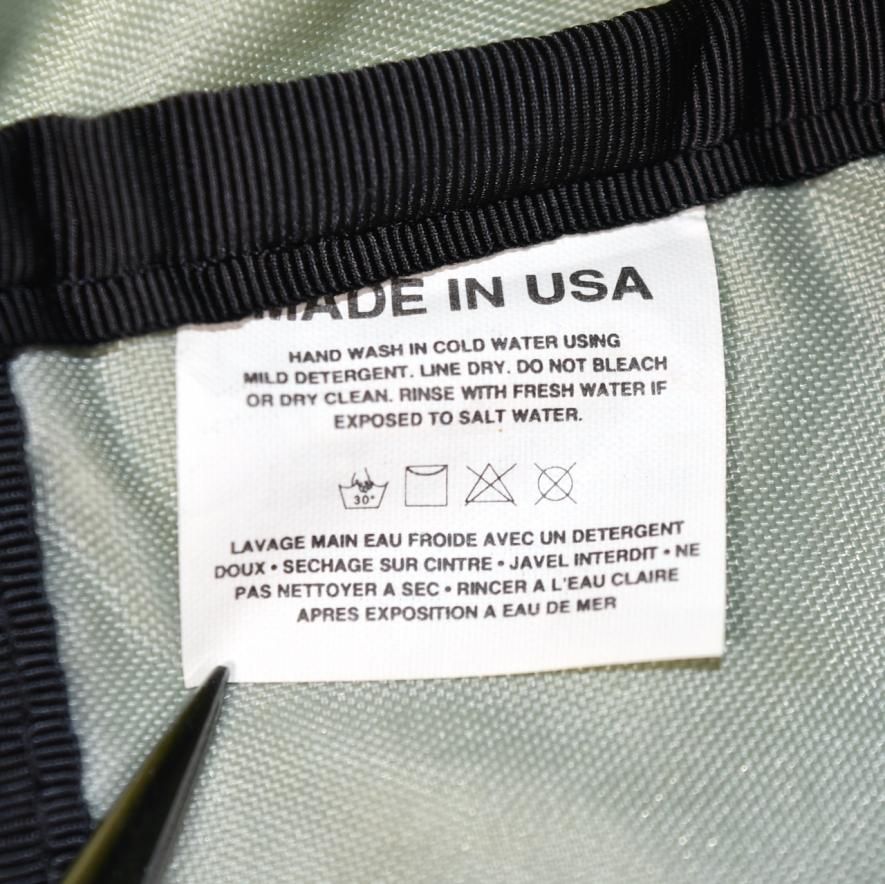 MADE IN USA
HAND WASH IN COLD WATER USING
MILD DETERGENT. LINE DRY. DO NOT BLEACH
OR DRY CLEAN. RINSE WITH FRESH WATER IF
EXPOSED TO SALT WATER.
30°
LAVAGE MAIN EAU FROIDE AVEC UN DETERGENT
DOUX • SECHAGE SUR CINTRE • JAVEL INTERDIT • NE
PAS NETTOYER A SEC • RINCER A L'EAU CLAIRE
APRES EXPOSITION A EAU DE MER